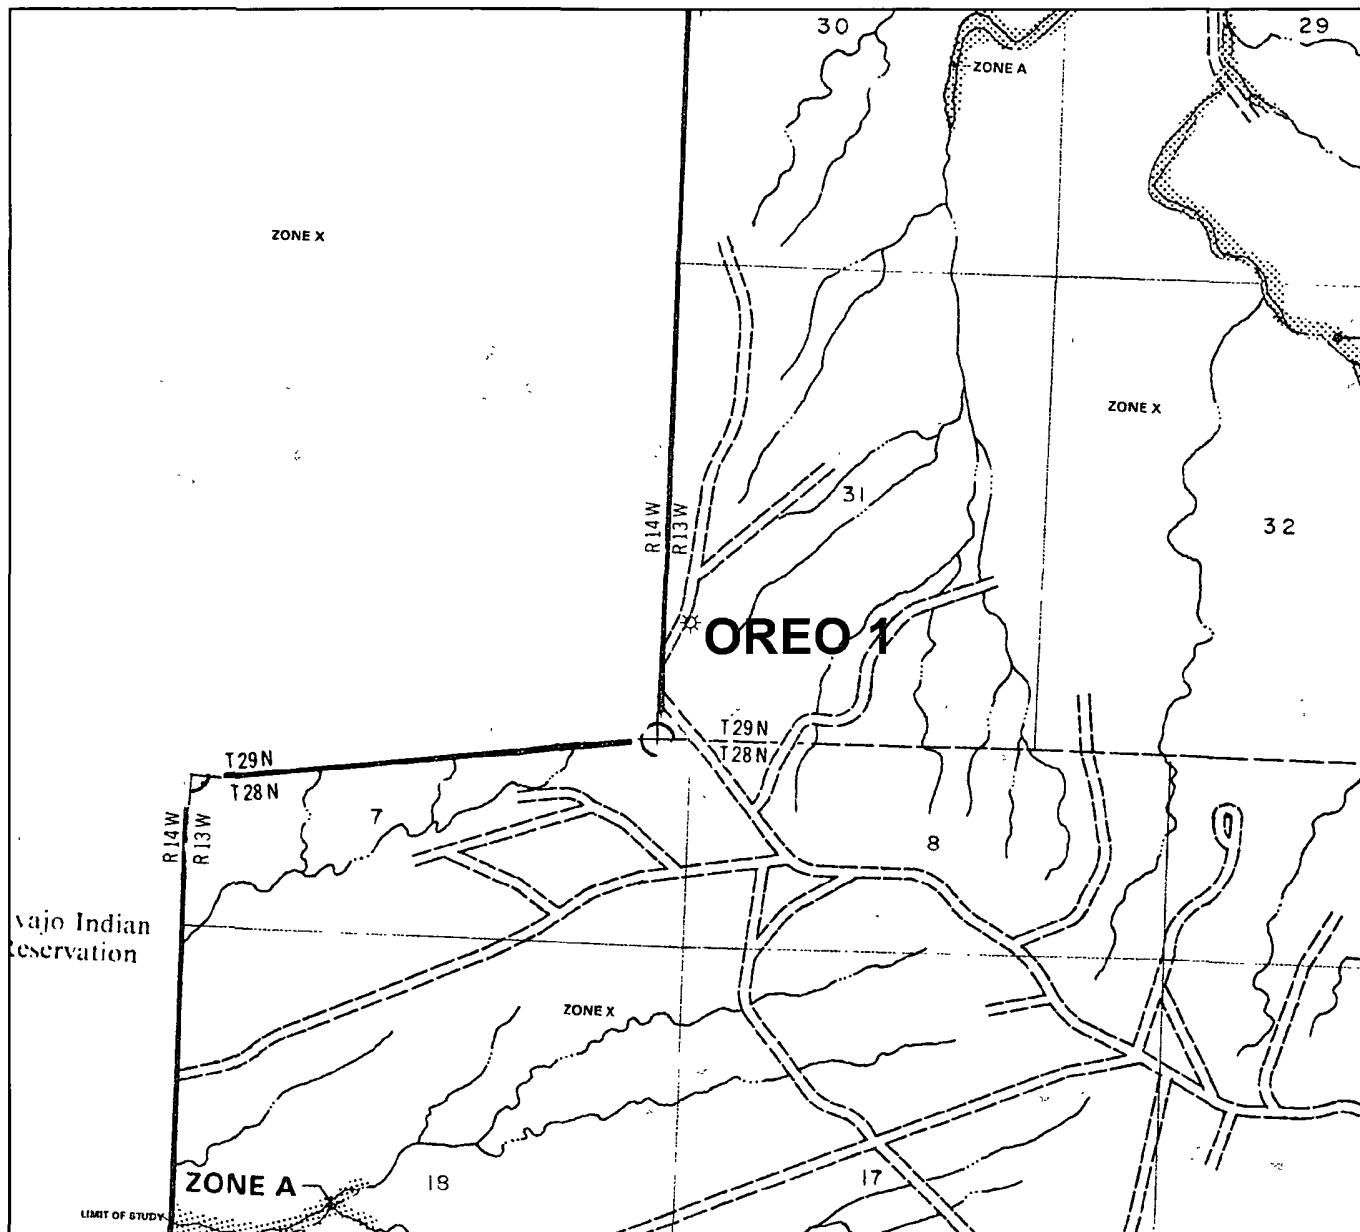 30
29
ZONE A
ZONE X
ZONE X
31
R14W
R13W
32
OREO 1
T29N
T28N
T29N
T28N
7
R14W
R13W
8
vajo Indian
eservation
ZONE X
ZONE A
18
17
LIMIT OF STUDY